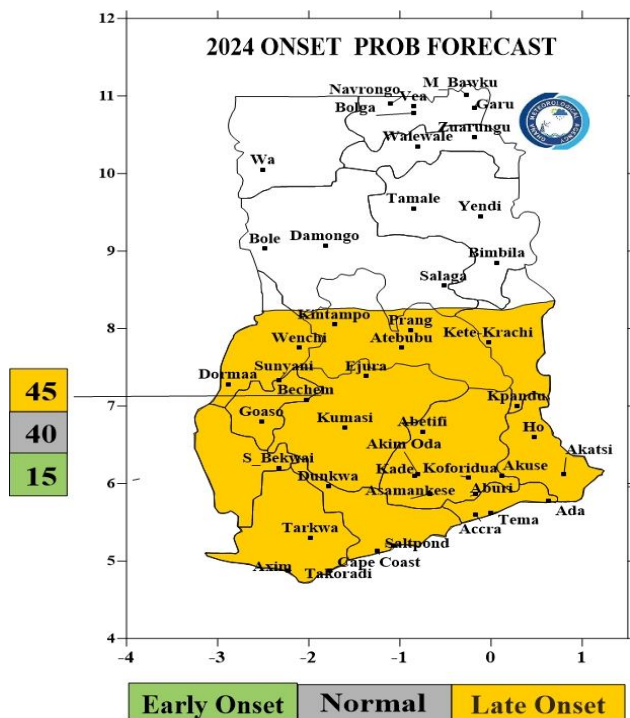 2024 ONSET PROB FORECAST
12
11
10
9
8
7
6
5
4
M_Bawku
Navrongo
Vea
Garu
Bolga
Zuarungu
Walewale
Wa
Tamale
Yendi
Bole
Damongo
Bimbila
Salaga
Kintampo
Prang
Wenchi
Atebubu
Kete-Krachi
Sunyani
Ejura
Dormaa
Bechem
Kpandu
Goaso
Kumasi
Abetifi
Ho
Akim Oda
Akatsi
S_Bekwai
Kade
Koforidua
Akuse
Dunkwa
Asamankese
Aburi
Ada
Tema
Accra
Tarkwa
Saltpond
Cape Coast
Axim
Takoradi
45
40
15
-4 -3 -2 -1 0 1
Early Onset Normal Late Onset